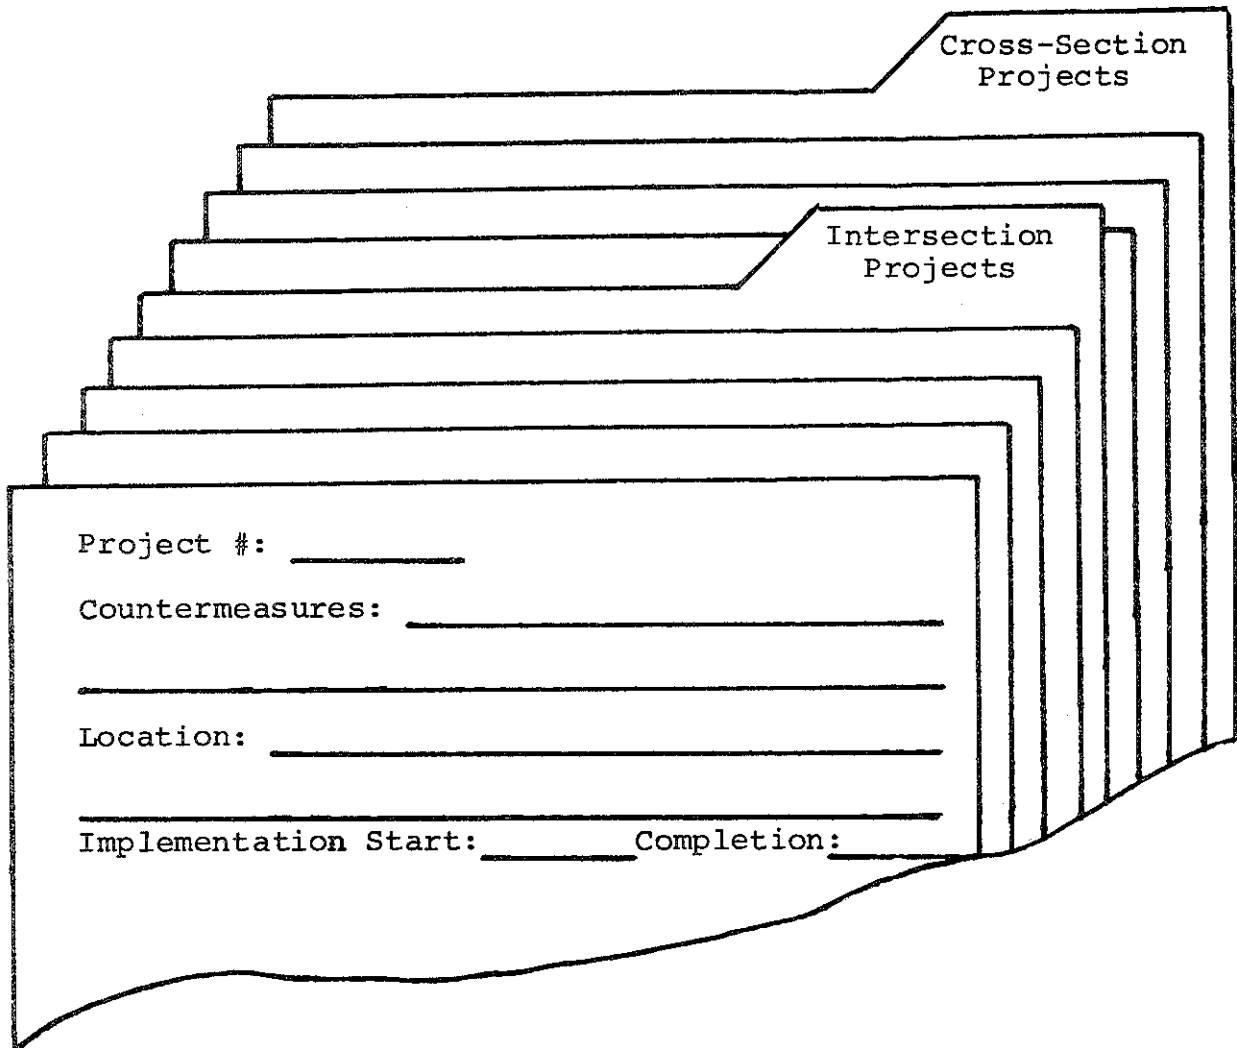 Cross-Section
Projects
Intersection
Projects
Project #:
Countermeasures:
Location:
Implementation Start: Completion: